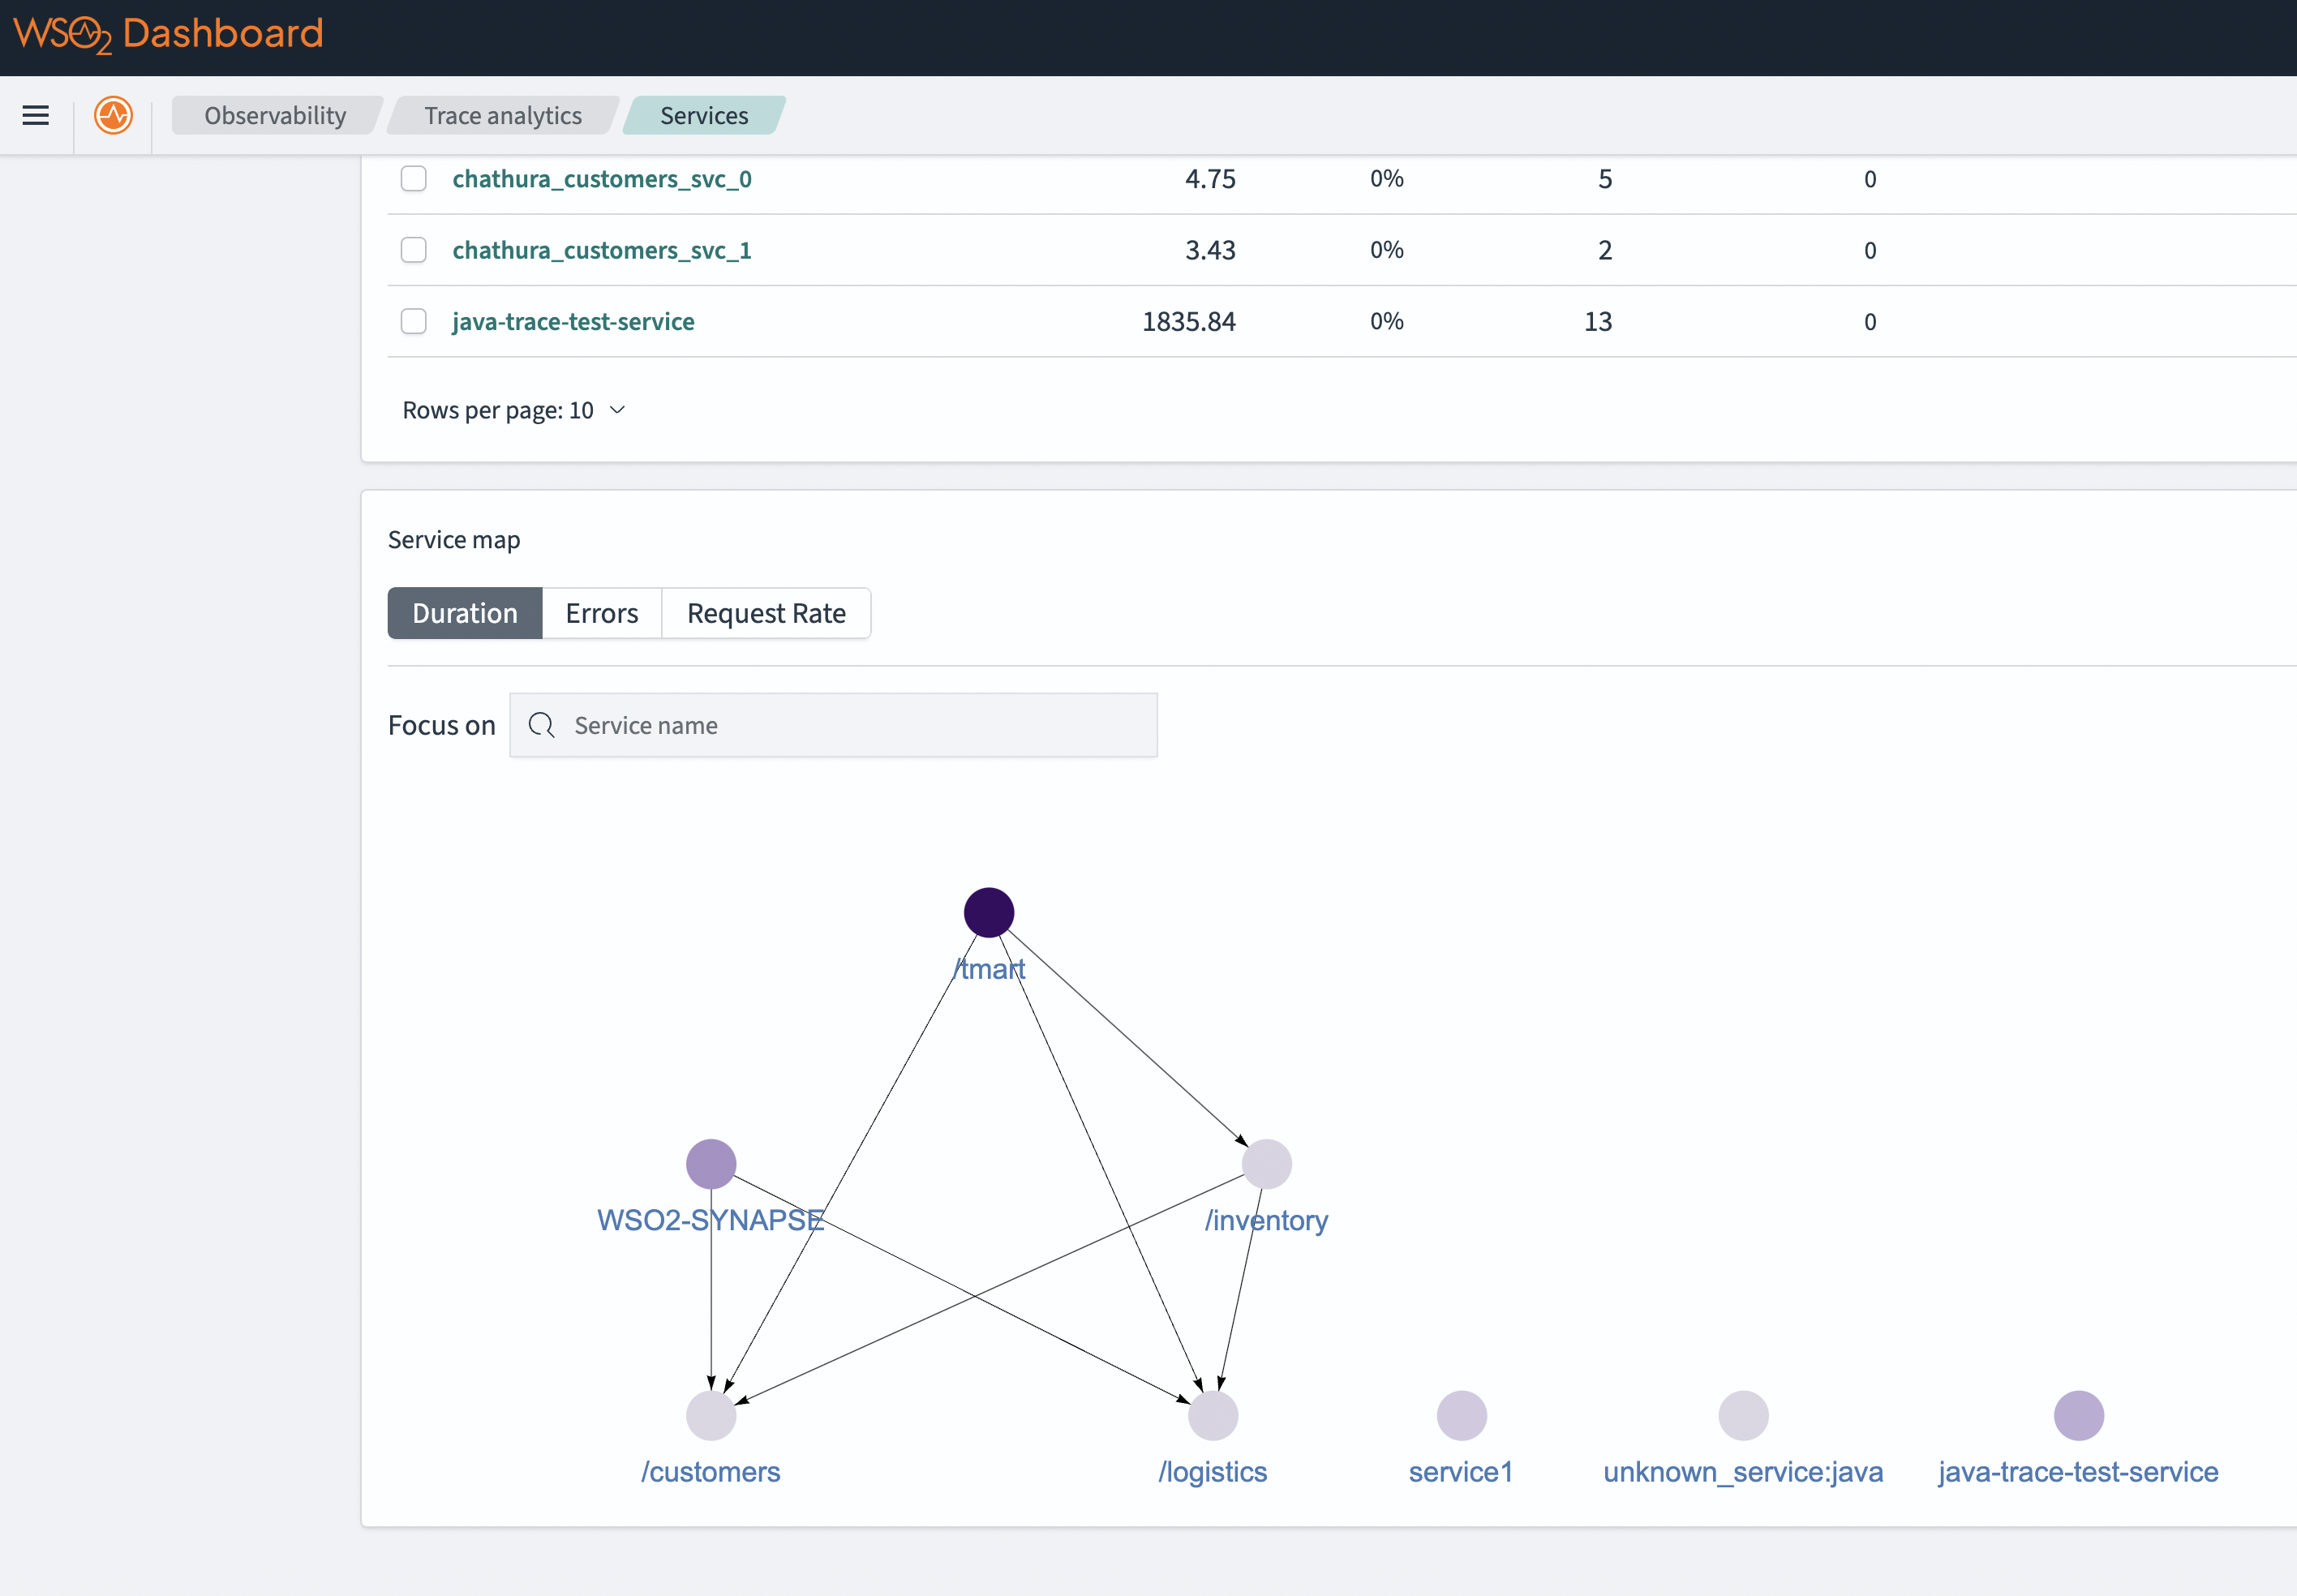 WSO2 Dashboard
Observability Trace analytics Services
chathura_customers_svc_0 4.75 0% 5 0
chathura_customers_svc_1 3.43 0% 2 0
java-trace-test-service 1835.84 0% 13 0
Rows per page: 10
Service map
Duration Errors Request Rate
Focus on Service name
/tmart
WSO2-SYNAPSE /inventory
/customers /logistics service1 unknown_service:java java-trace-test-service